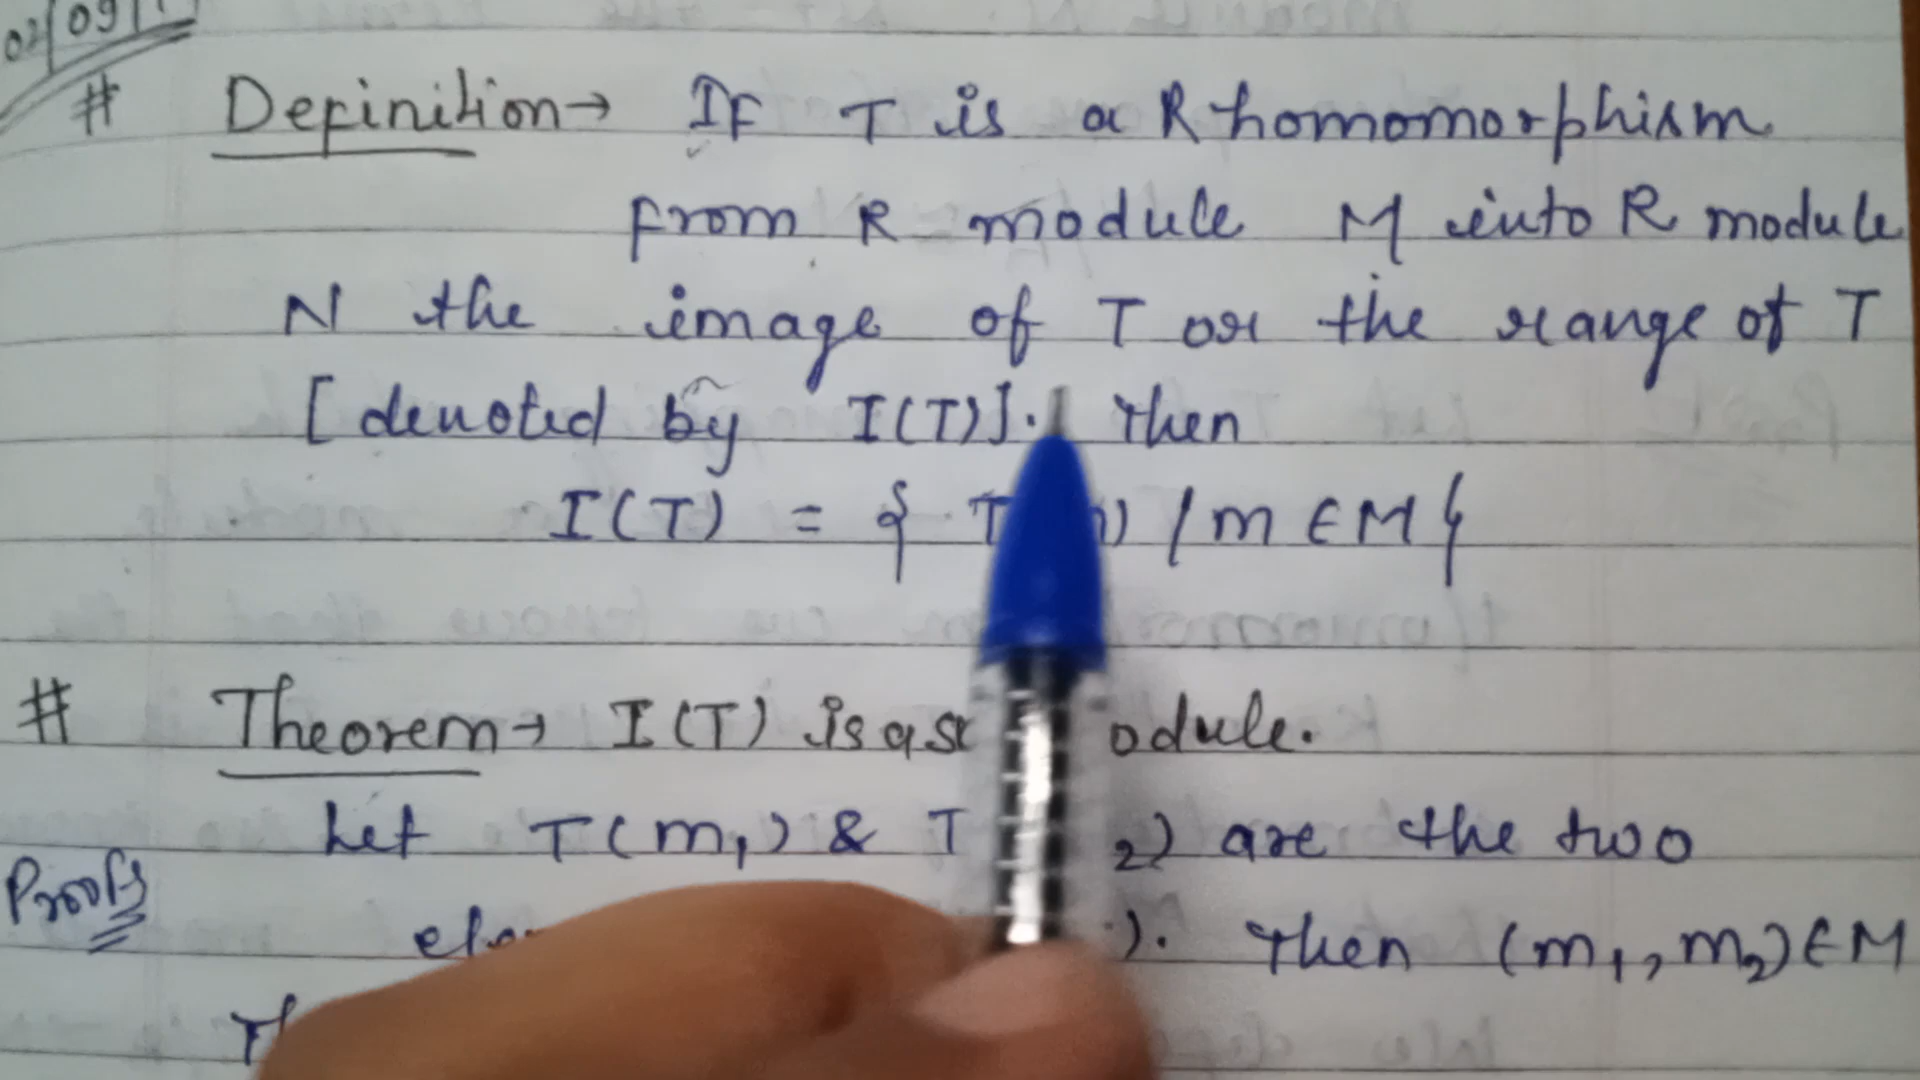 02/09/1
# Definition→ If T is a R homomorphism
from R module M into R module
N the image of T or the range of T
[denoted by I(T)]. Then
I(T) = { T m) / m ∈ M }
# Theorem→ I(T) is a odule.
Let T(m₁) & T ₂) are the two
Proof
). Then (m₁, m₂) ∈ M